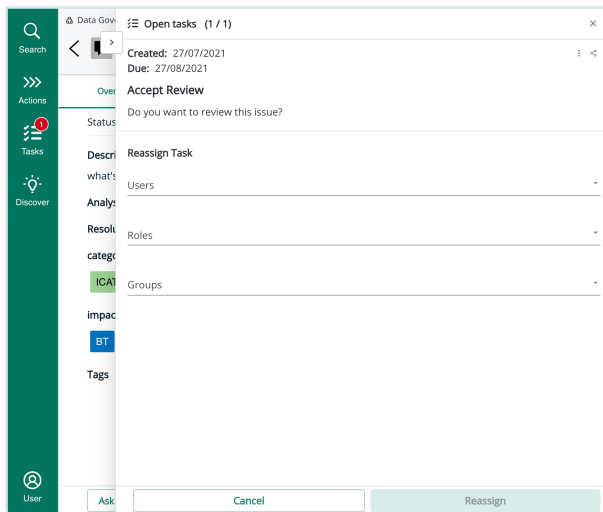 Search
Actions
1
Tasks
Discover
User
Data Gov
Over
Status
Descri
what's
Analys
Resolu
catego
ICAT
impac
BT
Tags
Ask
Open tasks (1 / 1)
Created: 27/07/2021
Due: 27/08/2021
Accept Review
Do you want to review this issue?
Reassign Task
Users
Roles
Groups
Cancel
Reassign